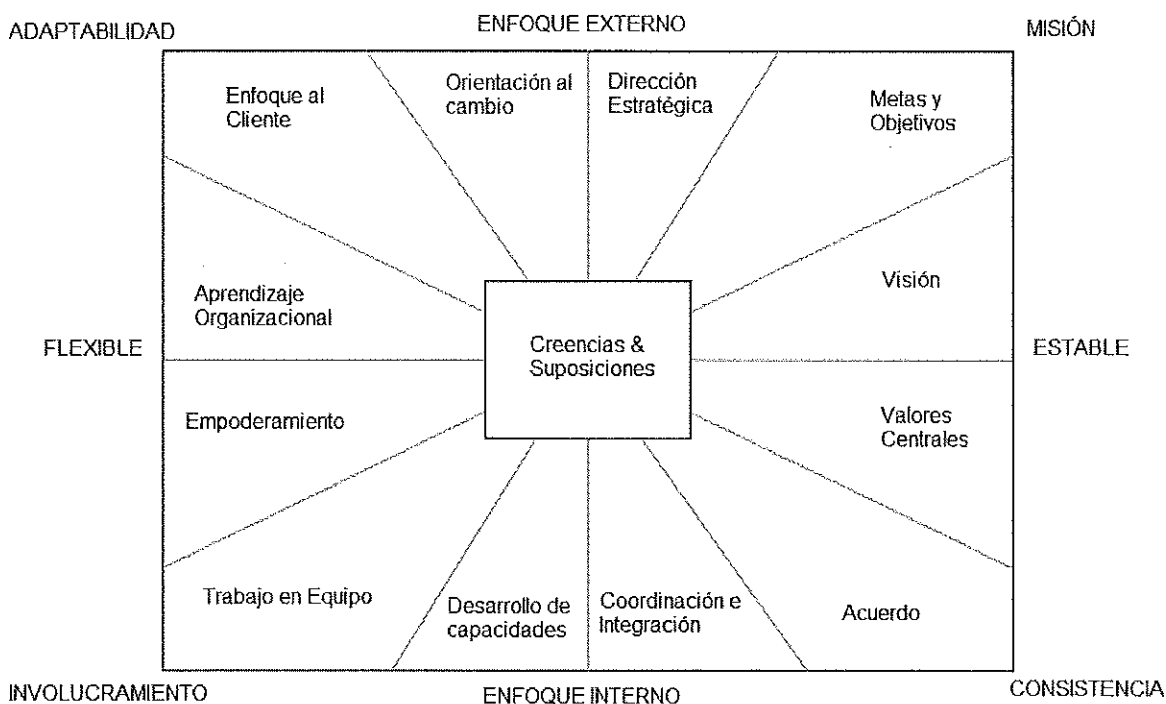 ADAPTABILIDAD
ENFOQUE EXTERNO
MISIÓN
Enfoque al
Cliente
Orientación al
cambio
Dirección
Estratégica
Metas y
Objetivos
Aprendizaje
Organizacional
Visión
FLEXIBLE
Creencias &
Suposiciones
ESTABLE
Empoderamiento
Valores
Centrales
Trabajo en Equipo
Desarrollo de
capacidades
Coordinación e
Integración
Acuerdo
INVOLUCRAMIENTO
ENFOQUE INTERNO
CONSISTENCIA